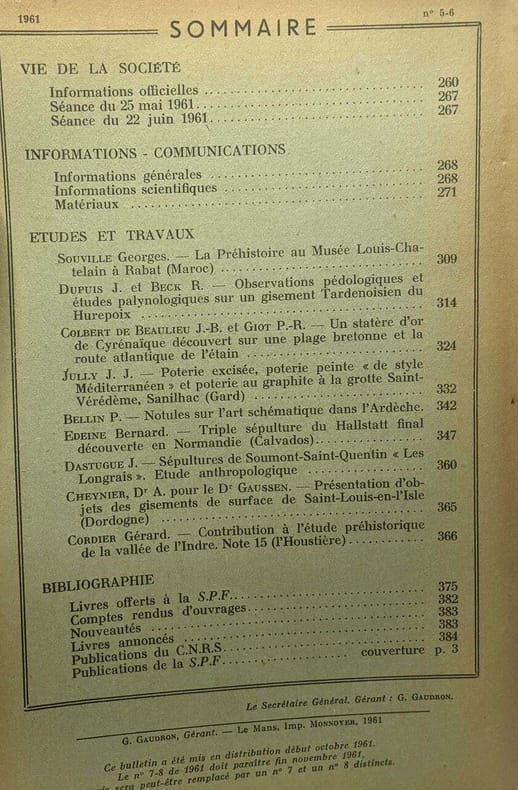 1961
n° 5-6
SOMMAIRE
VIE DE LA SOCIÉTÉ
Informations officielles ........ 260
Séance du 25 mai 1961 ........ 267
Séance du 22 juin 1961 ........ 267
INFORMATIONS - COMMUNICATIONS
Informations générales ........ 268
Informations scientifiques ........ 268
Matériaux ........ 271
ETUDES ET TRAVAUX
SOUVILLE Georges. — La Préhistoire au Musée Louis-Cha-
telain à Rabat (Maroc) ........ 309
DUPUIS J. et BECK R. — Observations pédologiques et
études palynologiques sur un gisement Tardenoisien du
Hurepoix ........ 314
COLBERT DE BEAULIEU J.-B. et GIOT P.-R. — Un statère d'or
de Cyrénaïque découvert sur une plage bretonne et la
route atlantique de l'étain ........ 324
JULLY J. J. — Poterie excisée, poterie peinte « de style
Méditerranéen » et poterie au graphite à la grotte Saint-
Vérédème, Sanilhac (Gard) ........ 332
BELLIN P. — Notules sur l'art schématique dans l'Ardèche. 342
EDEINE Bernard. — Triple sépulture du Hallstatt final
découverte en Normandie (Calvados) ........ 347
DASTUGUE J. — Sépultures de Soumont-Saint-Quentin « Les
Longrais ». Etude anthropologique ........ 360
CHEYNIER, Dr A. pour le Dr GAUSSEN. — Présentation d'ob-
jets des gisements de surface de Saint-Louis-en-l'Isle
(Dordogne) ........ 365
CORDIER Gérard. — Contribution à l'étude préhistorique
de la vallée de l'Indre. Note 15 (l'Houstière) ........ 366
BIBLIOGRAPHIE
Livres offerts à la S.P.F. ........ 375
Comptes rendus d'ouvrages ........ 382
Nouveautés ........ 383
Livres annoncés ........ 383
Publications du C.N.R.S. ........ 384
Publications de la S.P.F. ........ couverture p. 3
Le Secrétaire Général, Gérant : G. GAUDRON.
G. GAUDRON, Gérant. — Le Mans, Imp. MONNOYER, 1961
Ce bulletin a été mis en distribution début octobre 1961.
Le n° 7-8 de 1961 doit paraître fin novembre 1961,
sera peut-être remplacé par un n° 7 et un n° 8 distincts.